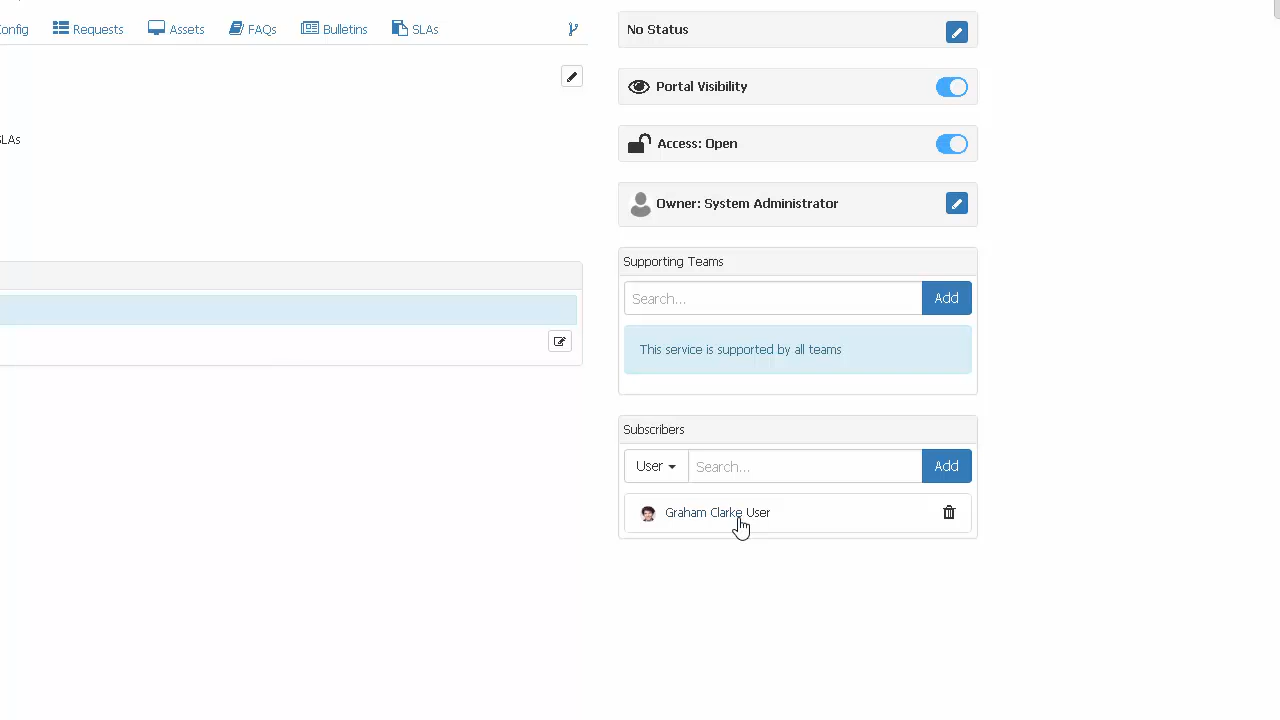 onfig Requests Assets FAQs Bulletins SLAs
SLAs
No Status
Portal Visibility
Access: Open
Owner: System Administrator
Supporting Teams
Search... Add
This service is supported by all teams
Subscribers
User Search... Add
Graham Clarke User